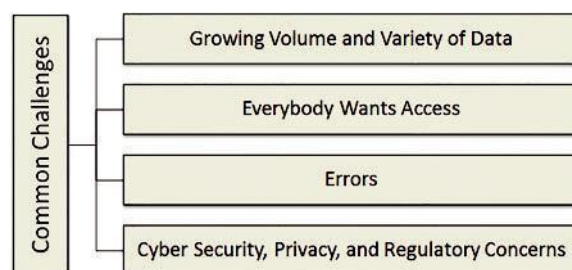 Common Challenges
Growing Volume and Variety of Data
Everybody Wants Access
Errors
Cyber Security, Privacy, and Regulatory Concerns